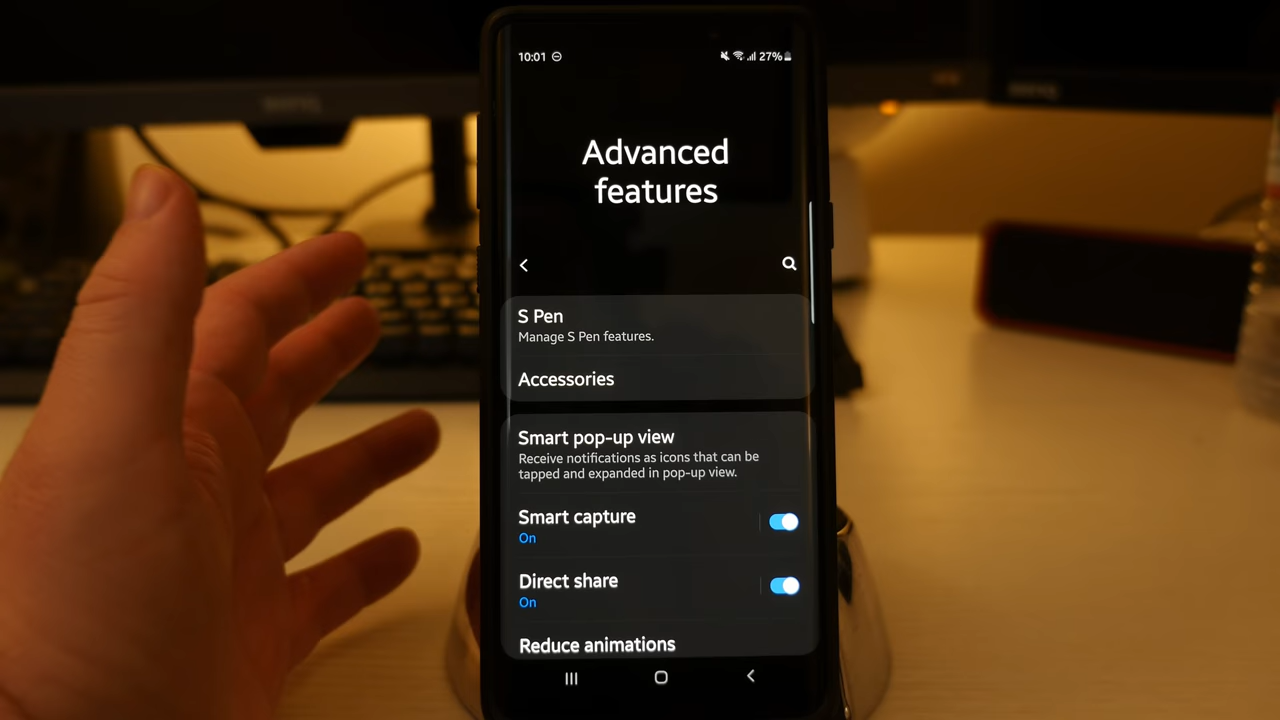 10:01
27%
Advanced
features
S Pen
Manage S Pen features.
Accessories
Smart pop-up view
Receive notifications as icons that can be
tapped and expanded in pop-up view.
Smart capture
On
Direct share
On
Reduce animations